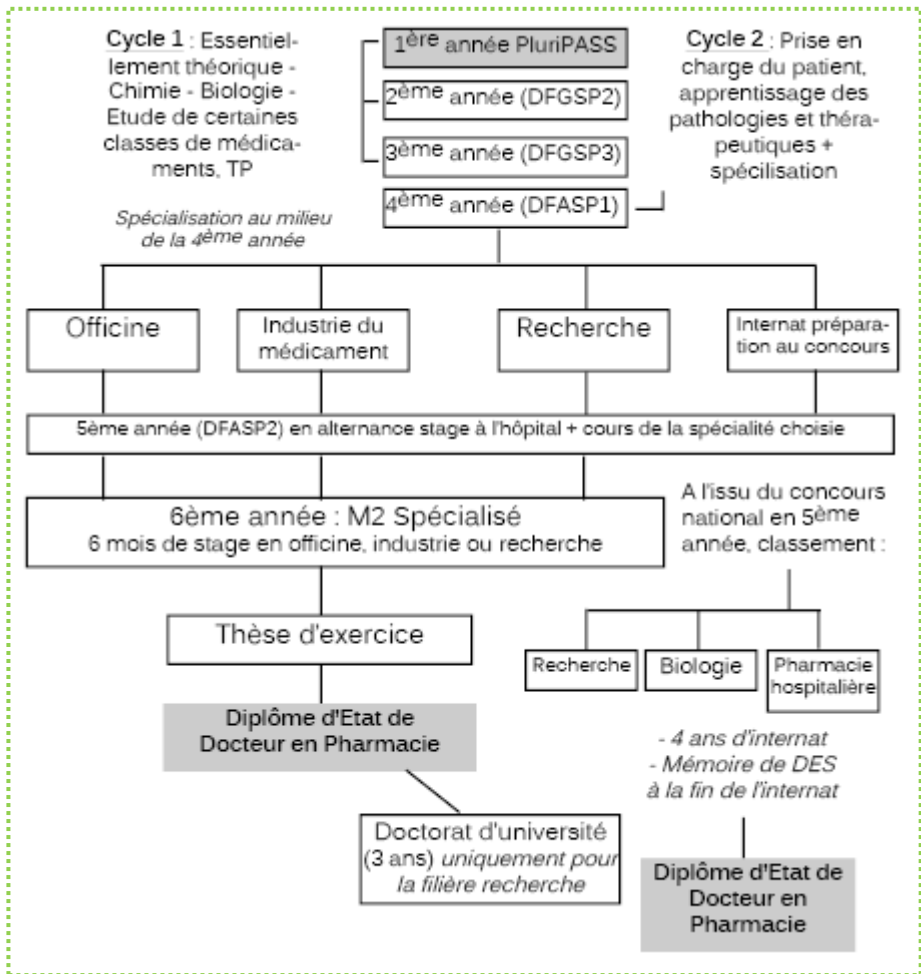 Cycle 1 : Essentiel-
lement théorique -
Chimie - Biologie -
Etude de certaines
classes de médica-
ments, TP
1ère année PluriPASS
2ème année (DFGSP2)
3ème année (DFGSP3)
4ème année (DFASP1)
Cycle 2 : Prise en
charge du patient,
apprentissage des
pathologies et théra-
peutiques +
spécilisation
Spécialisation au milieu
de la 4ème année
Officine
Industrie du
médicament
Recherche
Internat prépara-
tion au concours
5ème année (DFASP2) en alternance stage à l'hôpital + cours de la spécialité choisie
6ème année : M2 Spécialisé
6 mois de stage en officine, industrie ou recherche
A l'issu du concours
national en 5ème
année, classement :
Thèse d'exercice
Recherche
Biologie
Pharmacie
hospitalière
Diplôme d'Etat de
Docteur en Pharmacie
- 4 ans d'internat
- Mémoire de DES
à la fin de l'internat
Doctorat d'université
(3 ans) uniquement pour
la filière recherche
Diplôme d'Etat de
Docteur en
Pharmacie